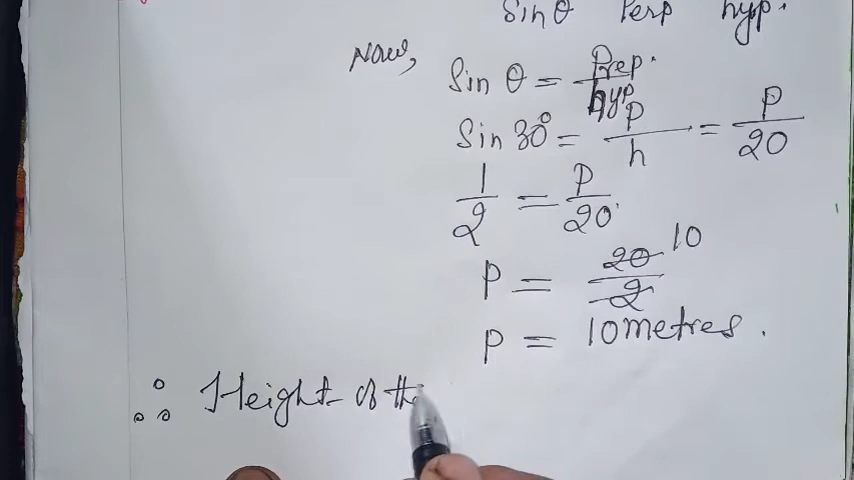 Sinθ Perp hyp.
Now,
Sin θ = Prep. / hyp
Sin 30° = P / h = P / 20
1 / 2 = P / 20
P = 20 / 2 10
P = 10 metres.
∴ Height of the